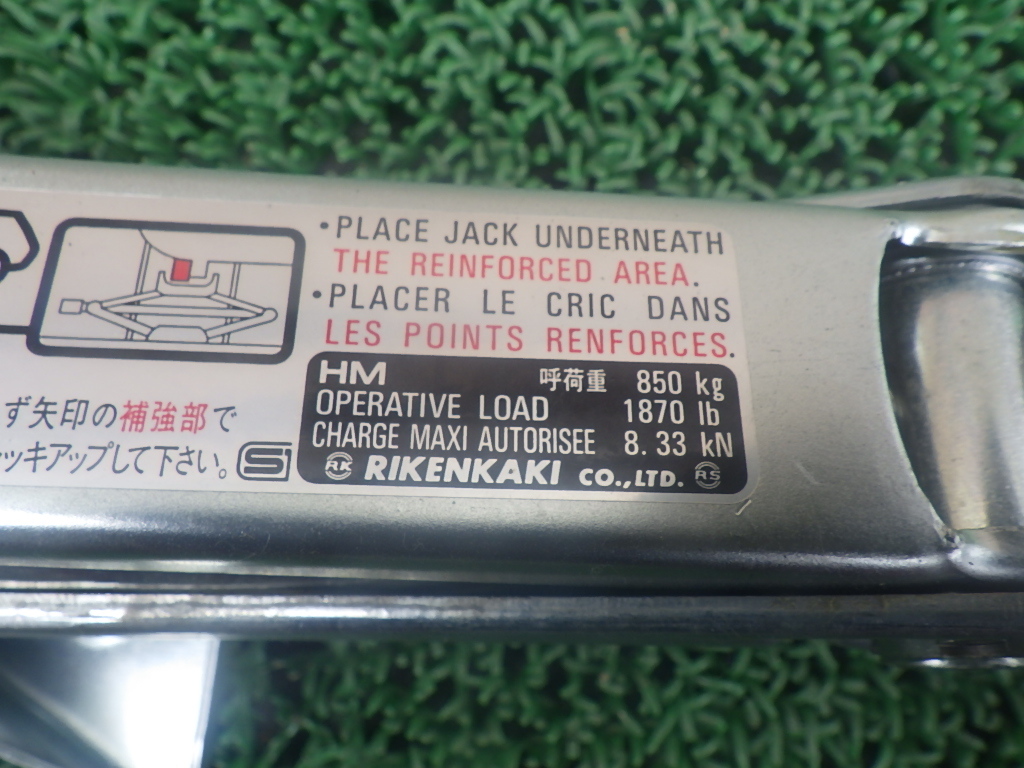 ·PLACE JACK UNDERNEATH
THE REINFORCED AREA.
·PLACER LE CRIC DANS
LES POINTS RENFORCES.
ず矢印の補強部で
ッキアップして下さい。
HM 呼荷重 850 kg
OPERATIVE LOAD 1870 lb
CHARGE MAXI AUTORISEE 8.33 kN
RK RIKENKAKI CO.,LTD. RS